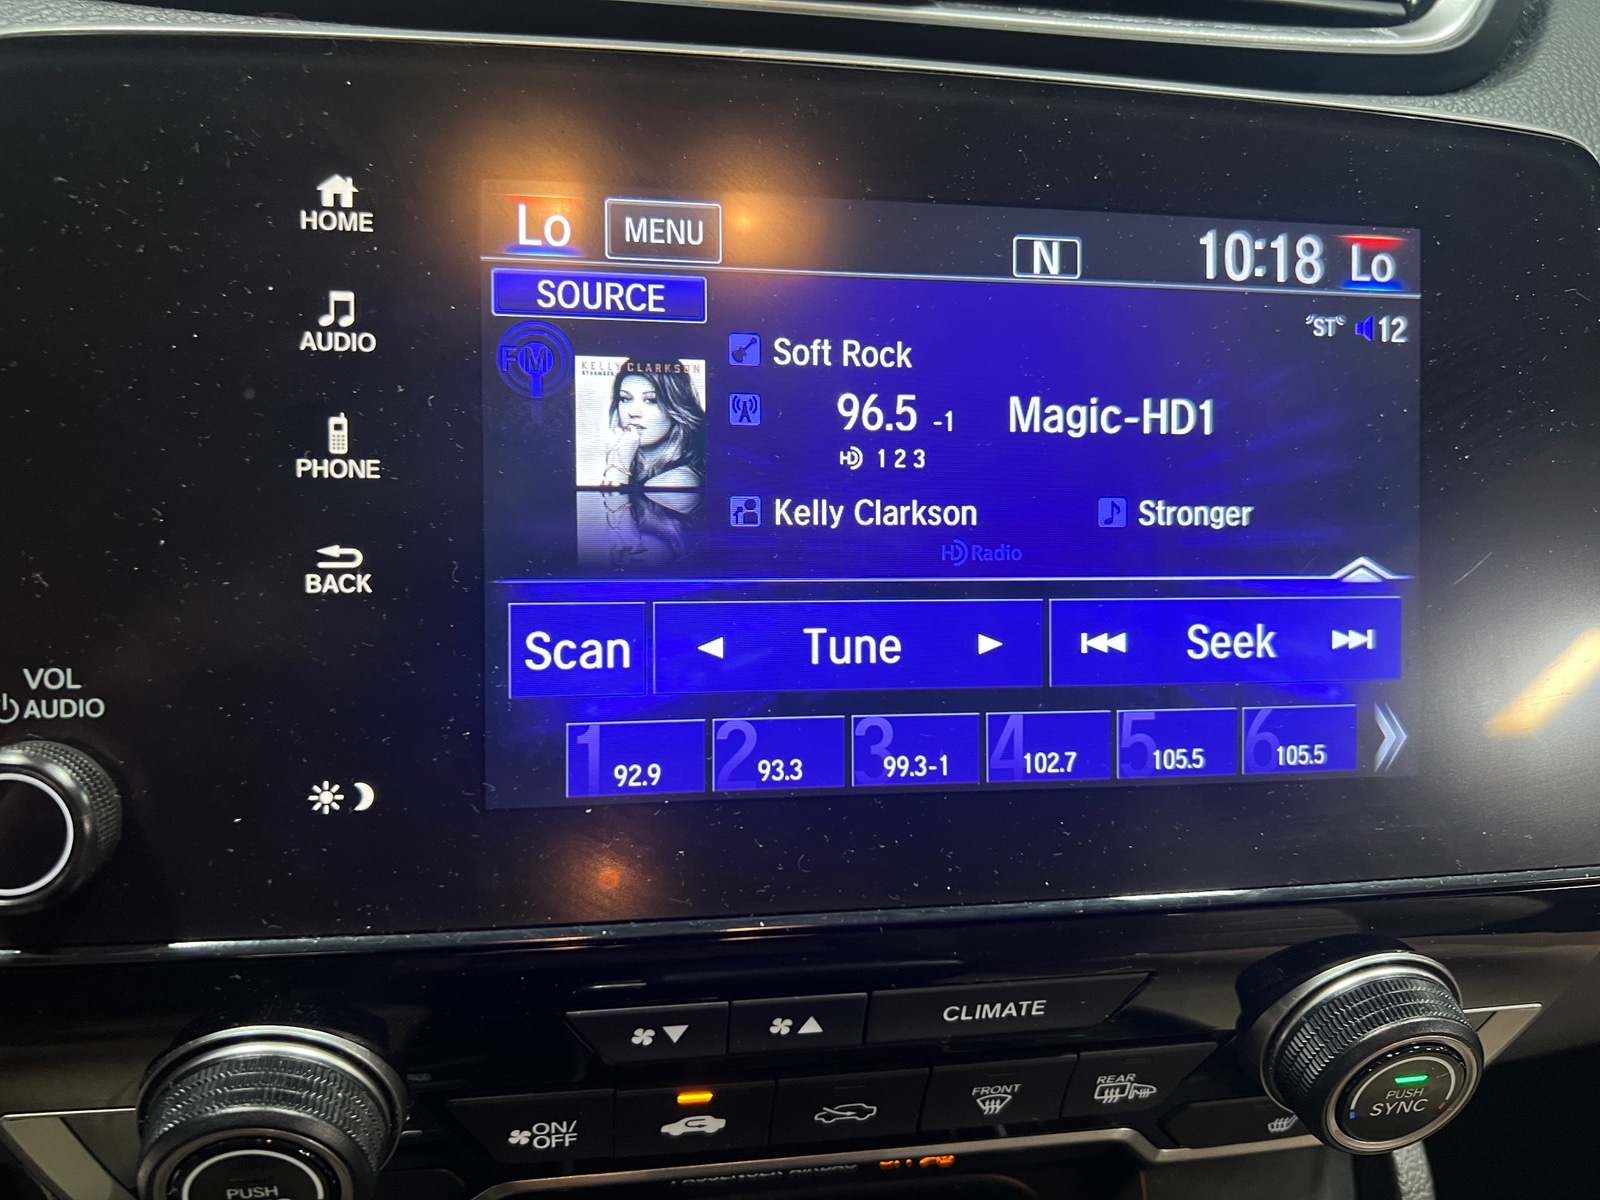 HOME
AUDIO
PHONE
BACK
VOL
AUDIO
Lo
MENU
N
10:18
Lo
SOURCE
"ST"
12
FM
KELLY CLARKSON
STRONGER
Soft Rock
96.5 -1
Magic-HD1
HD 1 2 3
Kelly Clarkson
Stronger
HD Radio
Scan
Tune
Seek
1 92.9
2 93.3
3 99.3-1
4 102.7
5 105.5
6 105.5
CLIMATE
ON/
OFF
FRONT
REAR
PUSH
SYNC
PASSENGER AIRBAG
PUSH